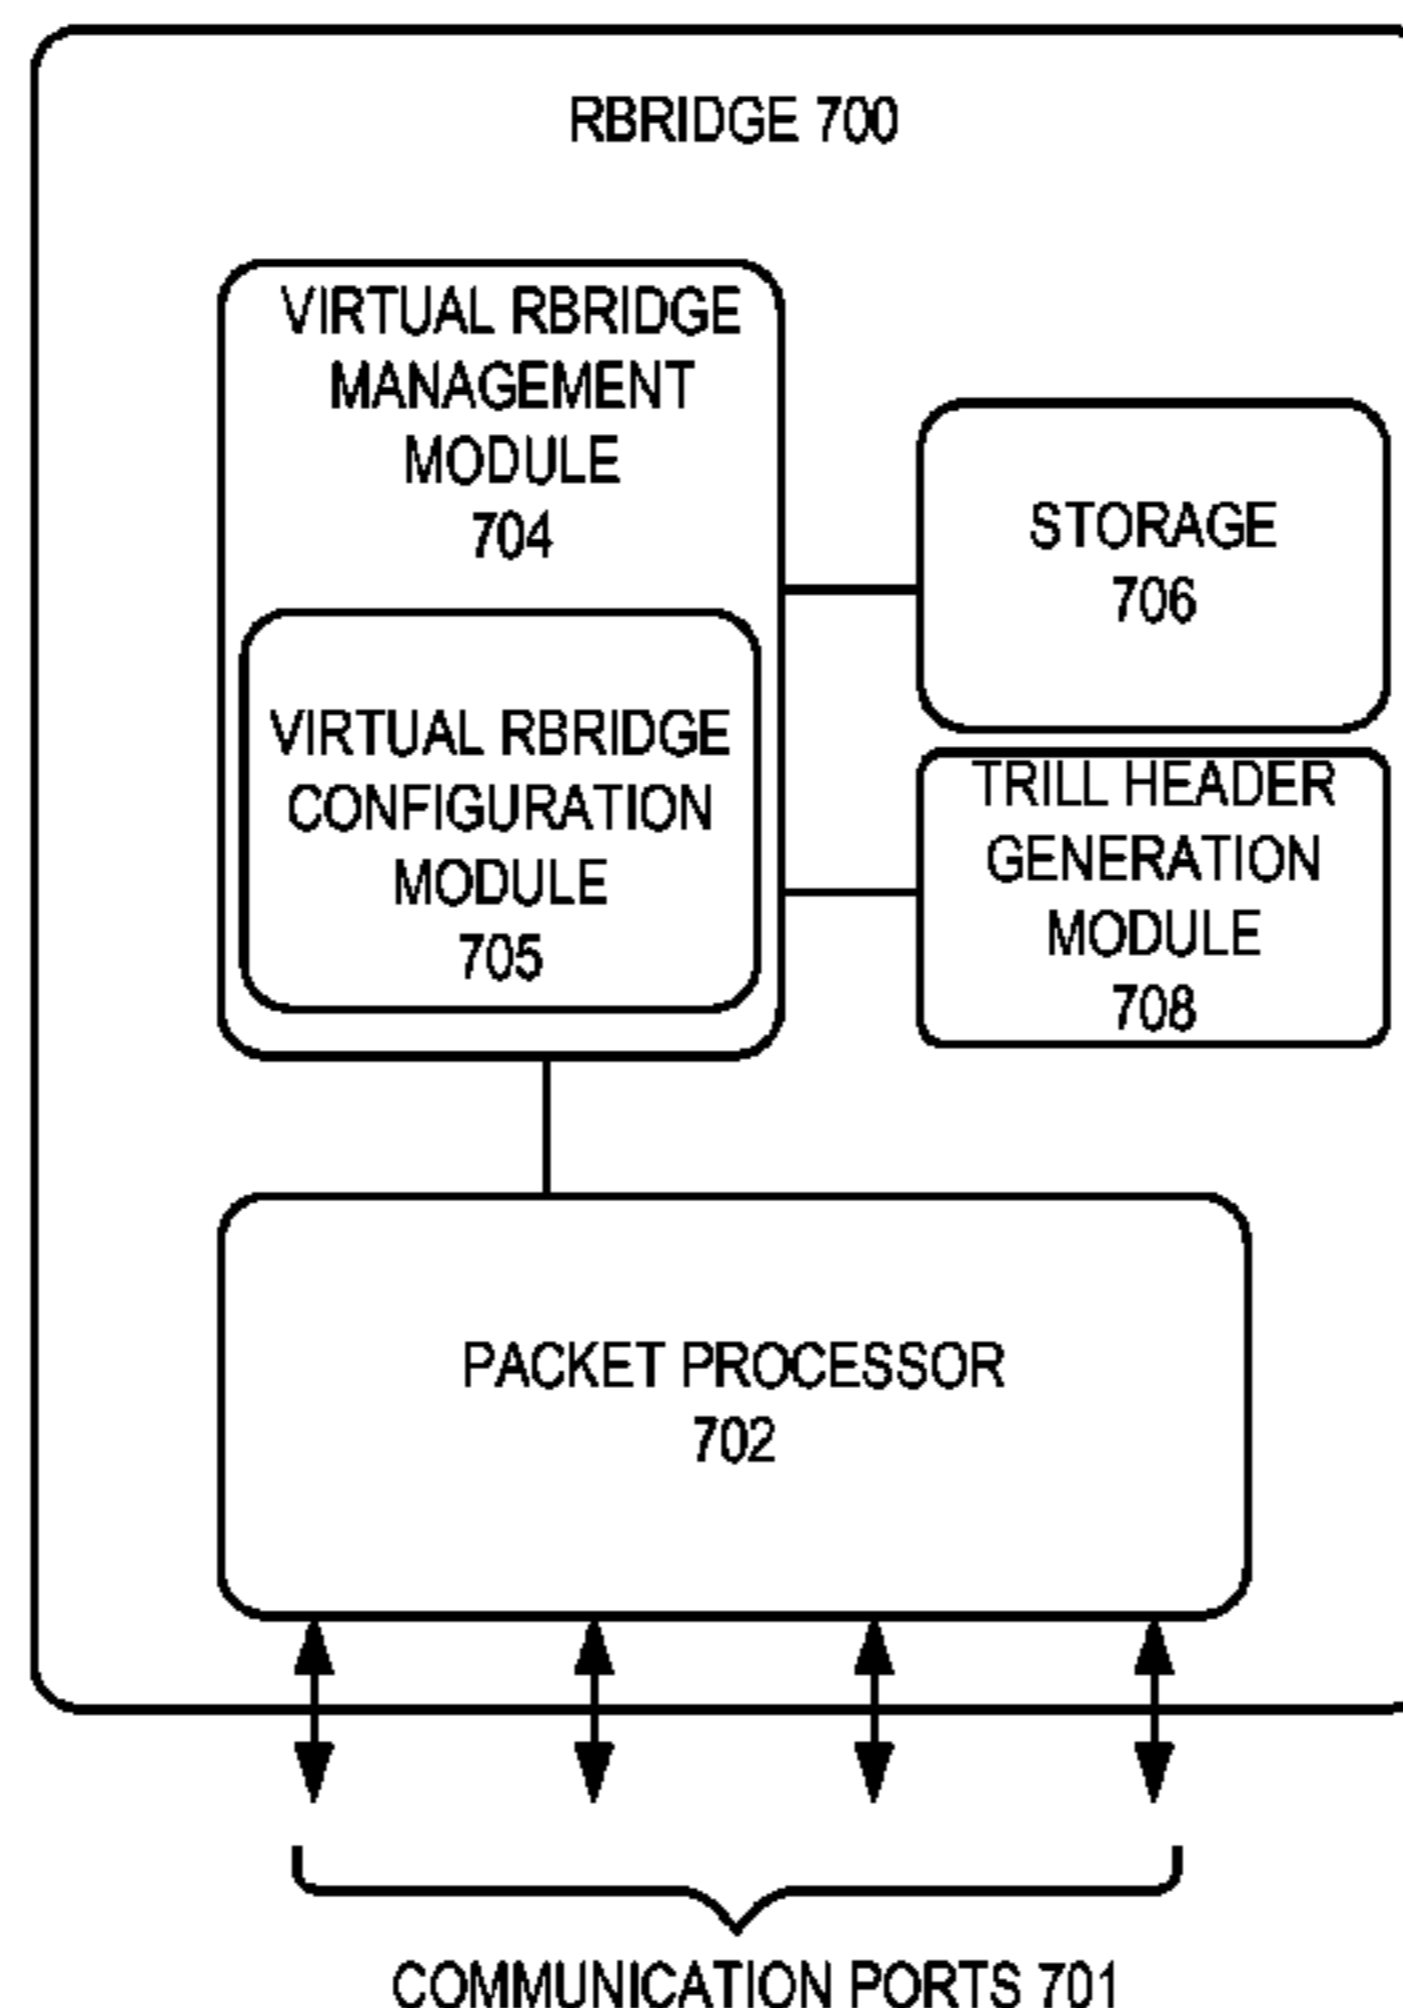 RBRIDGE 700
VIRTUAL RBRIDGE
MANAGEMENT
MODULE
704
STORAGE
706
VIRTUAL RBRIDGE
CONFIGURATION
MODULE
705
TRILL HEADER
GENERATION
MODULE
708
PACKET PROCESSOR
702
COMMUNICATION PORTS 701